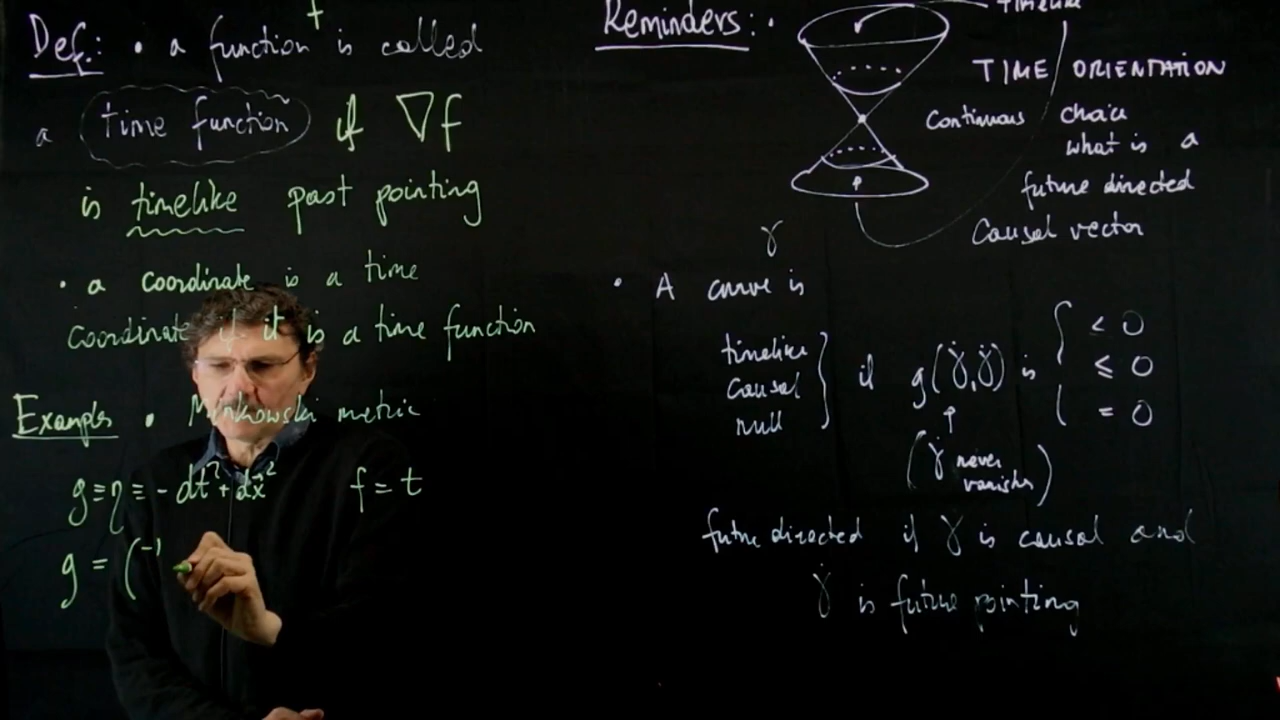 Def: • a function f is called
a time function if ∇f
is timelike past pointing
• a coordinate is a time
coordinate if it is a time function
Examples • Minkowski metric
g ≡ η ≡ - dt² + dx⃗² f = t
g = ( -1
Reminders: •
timelike
TIME ORIENTATION
Continuous choice
what is a
future directed
Causal vector
• A curve γ is
timelike
causal
null
} if g(γ̇, γ̇) is {
< 0
≤ 0
= 0
(γ̇ never
vanishes)
future directed if γ is causal and
γ̇ is future pointing